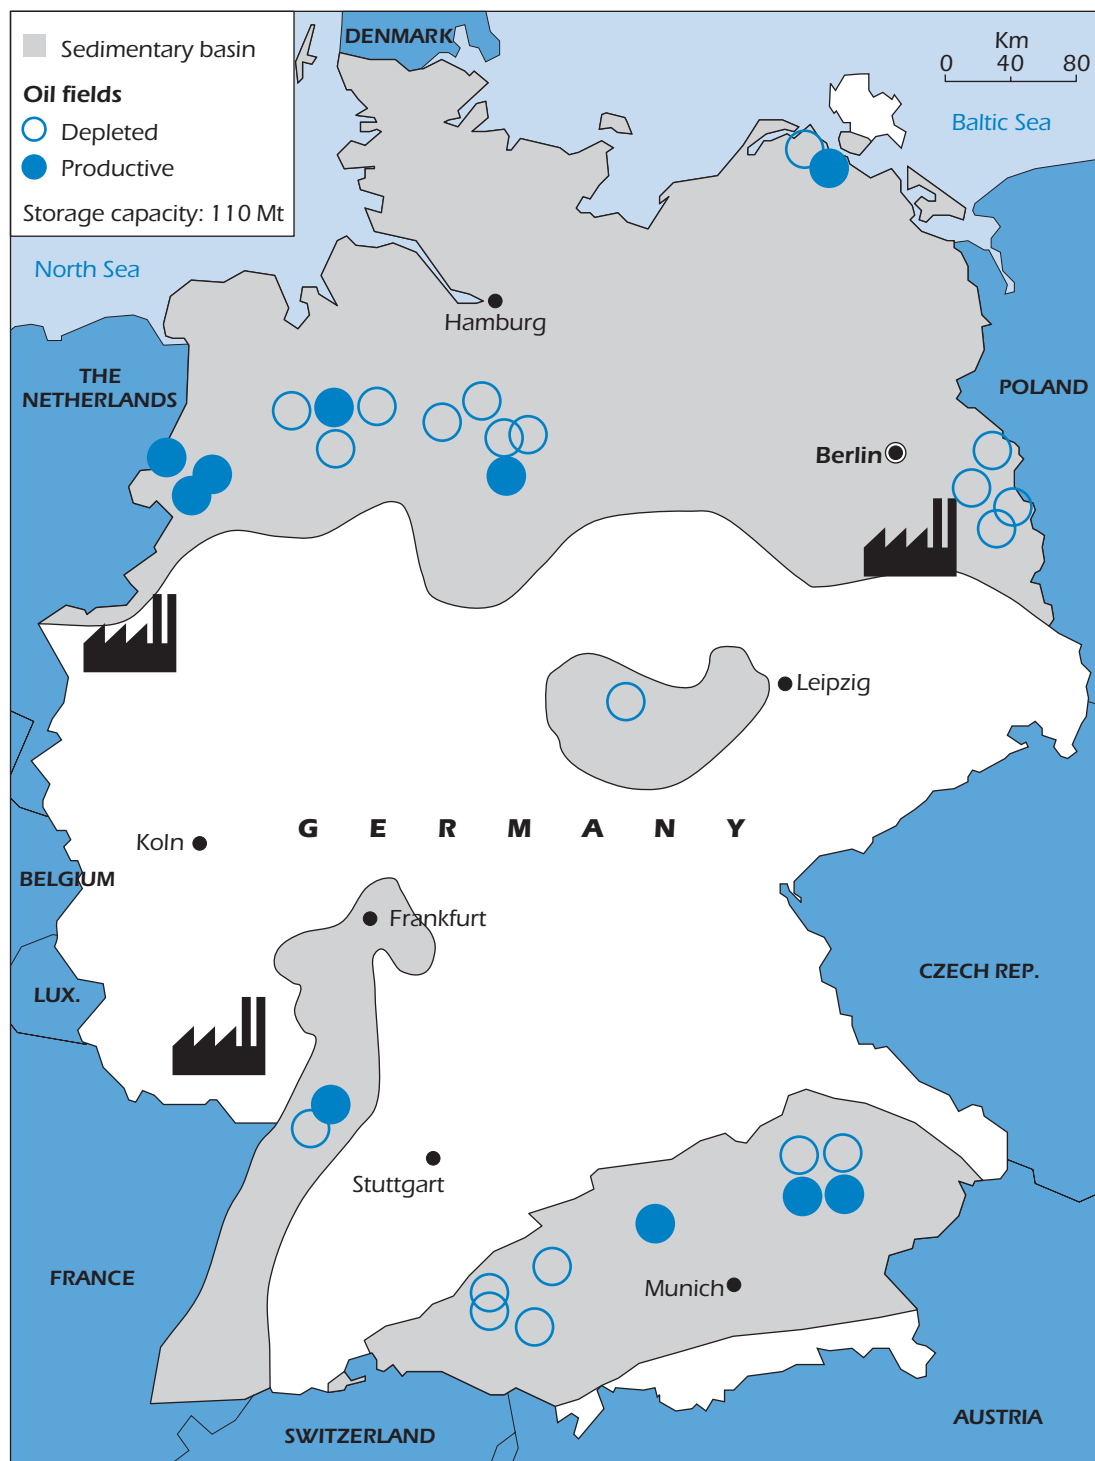 Sedimentary basin
Oil fields
Depleted
Productive
Storage capacity: 110 Mt
DENMARK
Km
0 40 80
Baltic Sea
North Sea
Hamburg
THE
NETHERLANDS
POLAND
Berlin
Leipzig
GERMANY
Koln
BELGIUM
Frankfurt
LUX.
CZECH REP.
Stuttgart
FRANCE
Munich
SWITZERLAND
AUSTRIA